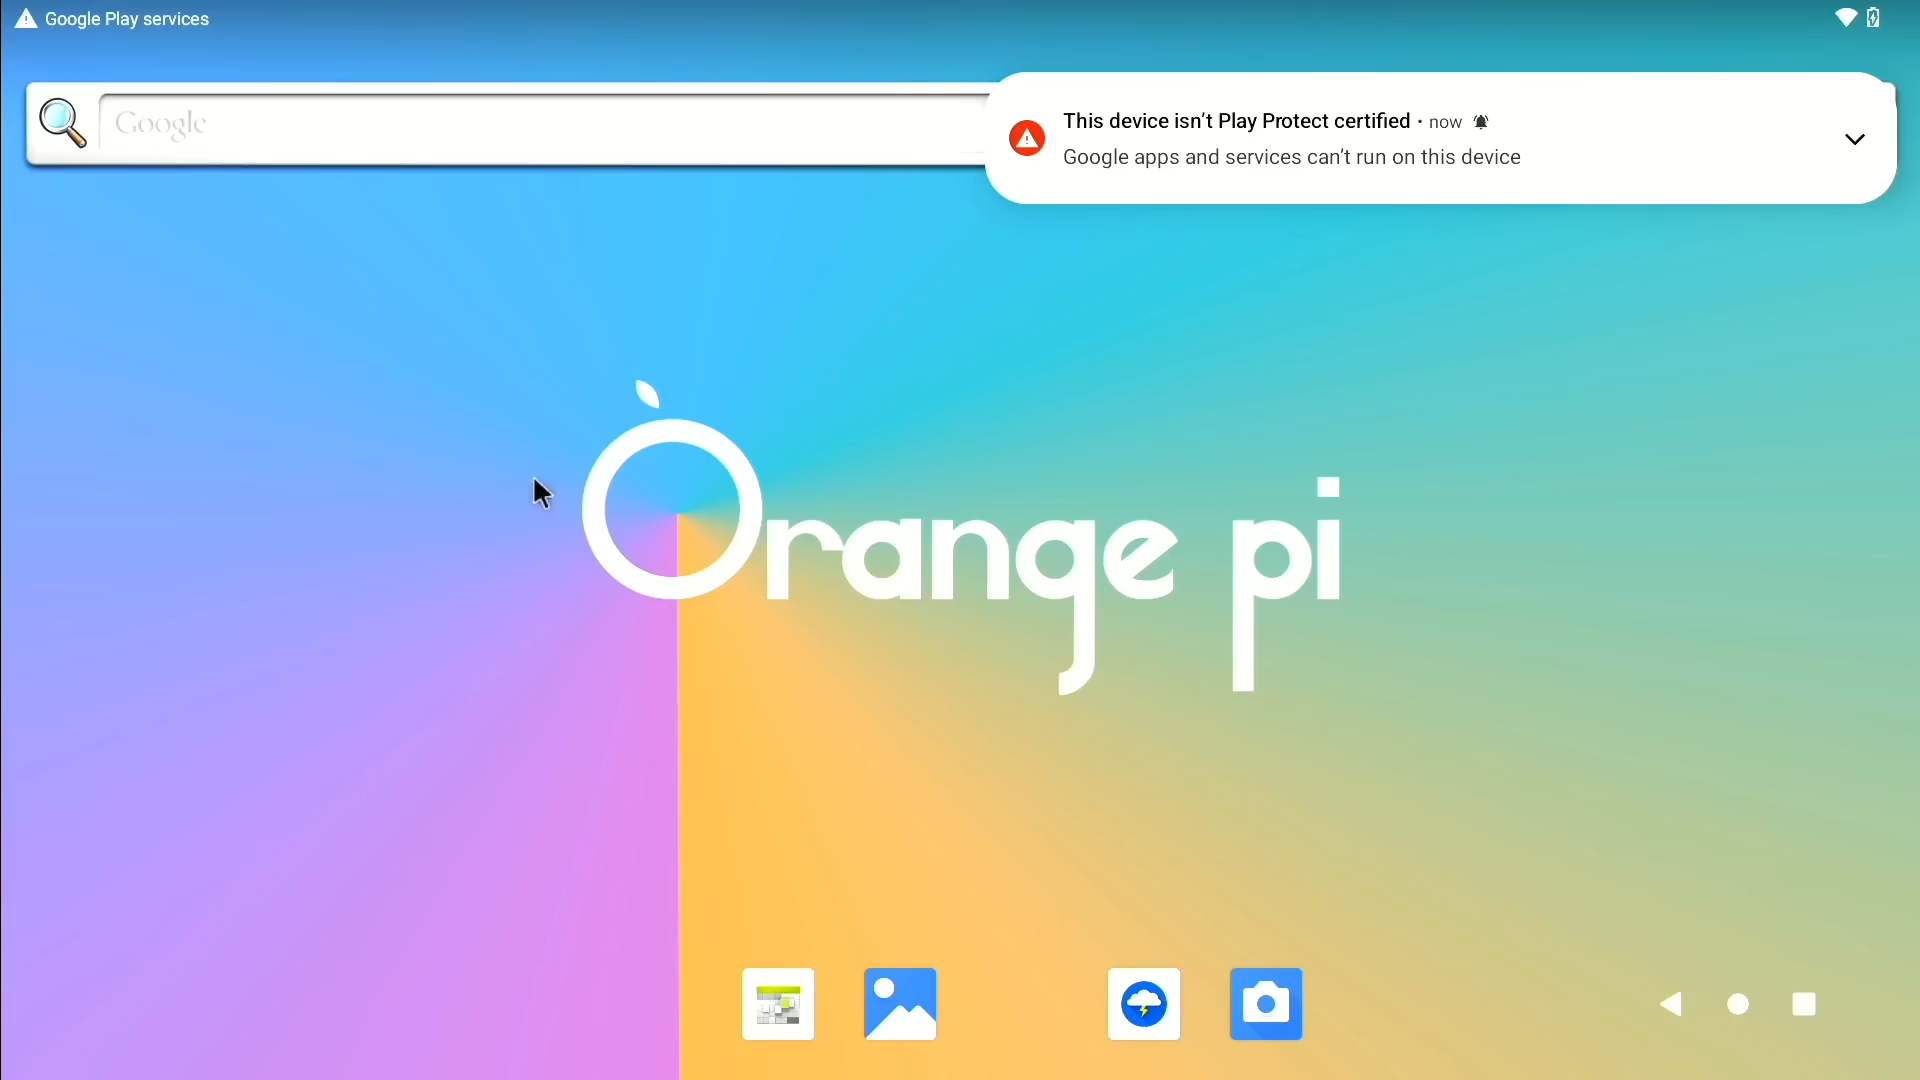 Google Play services
Google
This device isn’t Play Protect certified · now
Google apps and services can’t run on this device
Orange pi